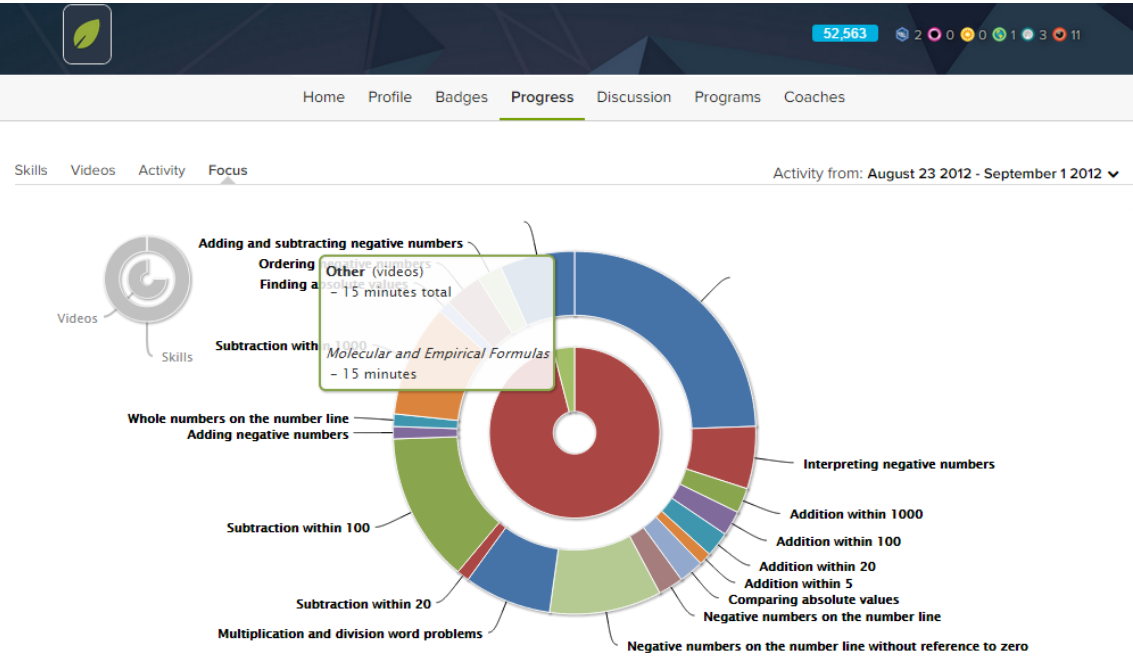 52,563 2 0 0 1 3 11
Home Profile Badges Progress Discussion Programs Coaches
Skills Videos Activity Focus
Activity from: August 23 2012 - September 1 2012
Videos
Skills
Adding and subtracting negative numbers
Ordering negative numbers
Finding absolute values
Subtraction within 1000
Other (videos)
– 15 minutes total
Molecular and Empirical Formulas
– 15 minutes
Whole numbers on the number line
Adding negative numbers
Subtraction within 100
Subtraction within 20
Multiplication and division word problems
Interpreting negative numbers
Addition within 1000
Addition within 100
Addition within 20
Addition within 5
Comparing absolute values
Negative numbers on the number line
Negative numbers on the number line without reference to zero